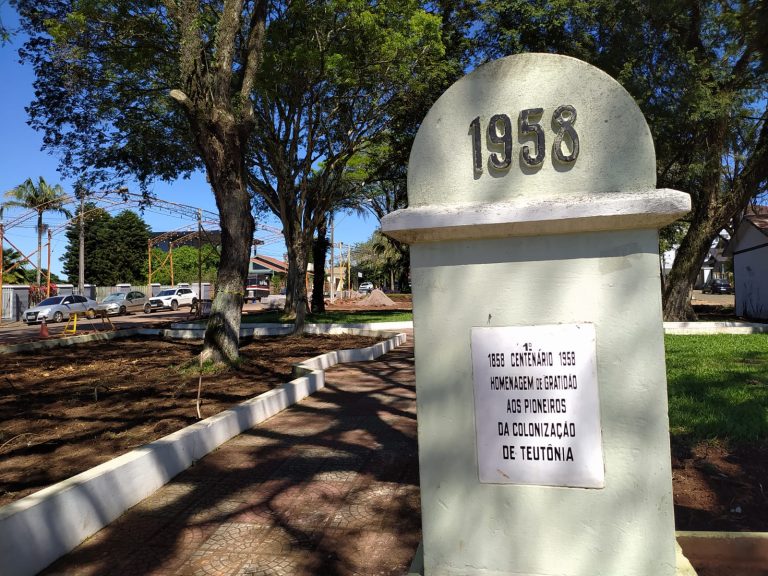 1958
1º
1858 CENTENÁRIO 1958
HOMENAGEM DE GRATIDÃO
AOS PIONEIROS
DA COLONIZAÇÃO
DE TEUTÔNIA